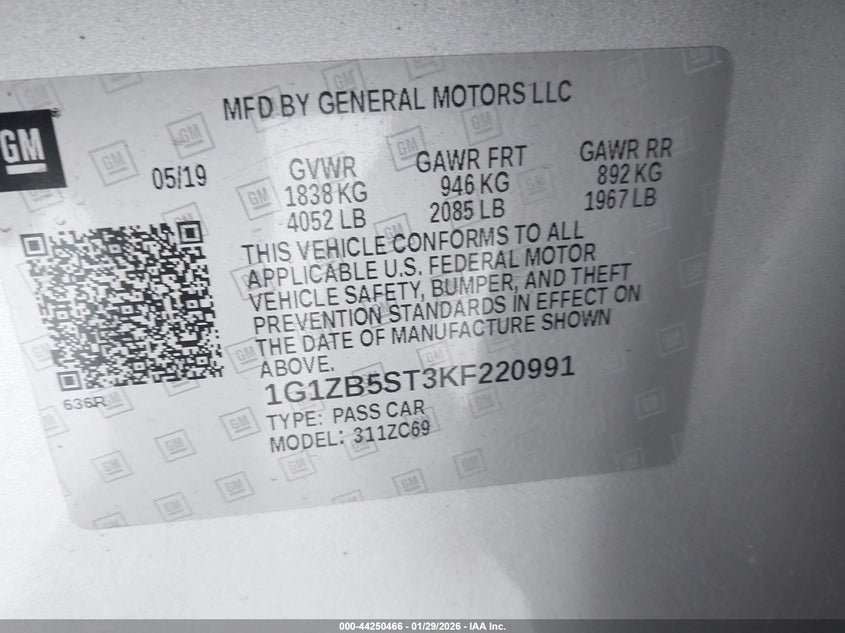 MFD BY GENERAL MOTORS LLC
GM
05/19
GVWR
1838 KG
4052 LB
GAWR FRT
946 KG
2085 LB
GAWR RR
892 KG
1967 LB
THIS VEHICLE CONFORMS TO ALL
APPLICABLE U.S. FEDERAL MOTOR
VEHICLE SAFETY, BUMPER, AND THEFT
PREVENTION STANDARDS IN EFFECT ON
THE DATE OF MANUFACTURE SHOWN
ABOVE.
1G1ZB5ST3KF220991
636R
TYPE: PASS CAR
MODEL: 311ZC69
000-44250466 - 01/29/2026 - IAA Inc.